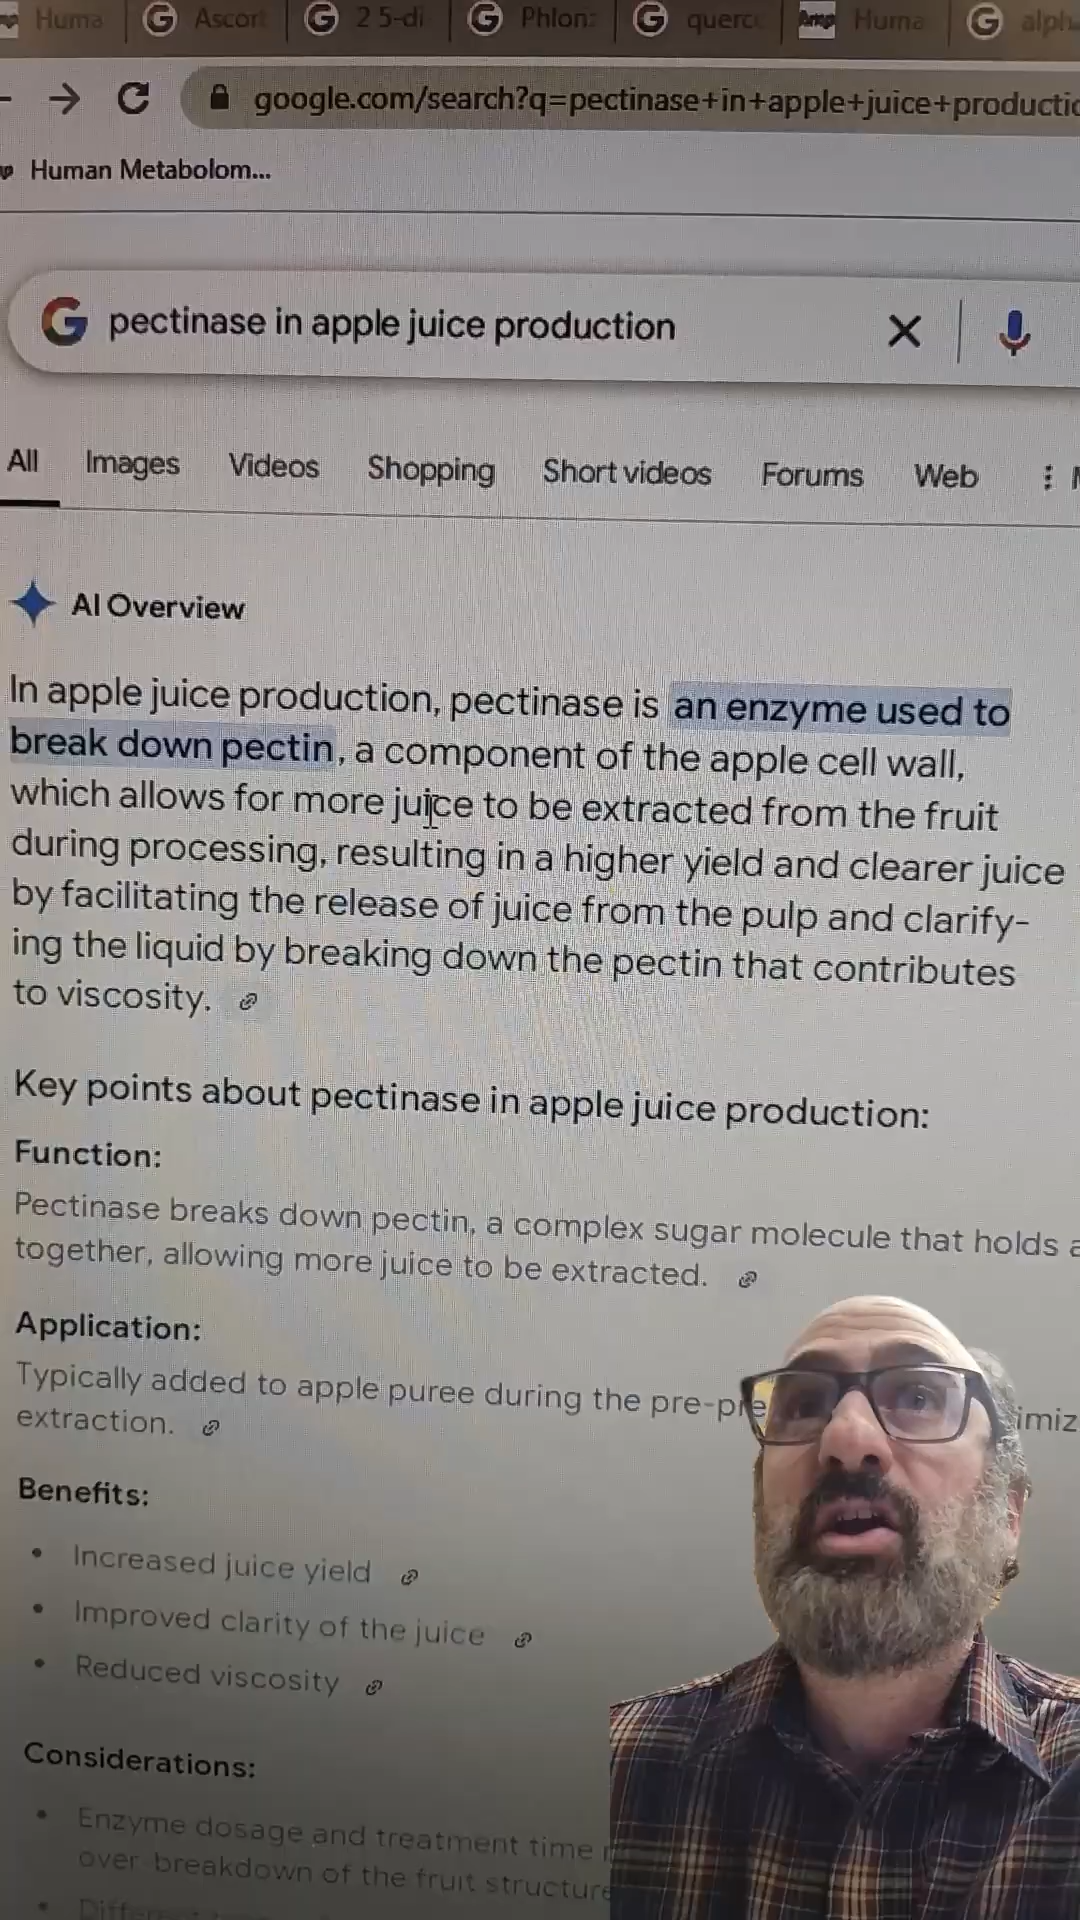 Huma
Ascorb
2 5-di
Phlon
querc
Amp
Huma
alph
google.com/search?q=pectinase+in+apple+juice+productio
Human Metabolom...
pectinase in apple juice production
All Images Videos Shopping Short videos Forums Web
AI Overview
In apple juice production, pectinase is an enzyme used to
break down pectin, a component of the apple cell wall,
which allows for more juice to be extracted from the fruit
during processing, resulting in a higher yield and clearer juice
by facilitating the release of juice from the pulp and clarify-
ing the liquid by breaking down the pectin that contributes
to viscosity.
Key points about pectinase in apple juice production:
Function:
Pectinase breaks down pectin, a complex sugar molecule that holds
together, allowing more juice to be extracted.
Application:
Typically added to apple puree during the pre-pre imiz
extraction.
Benefits:
• Increased juice yield
• Improved clarity of the juice
• Reduced viscosity
Considerations:
• Enzyme dosage and treatment time
over-breakdown of the fruit structure